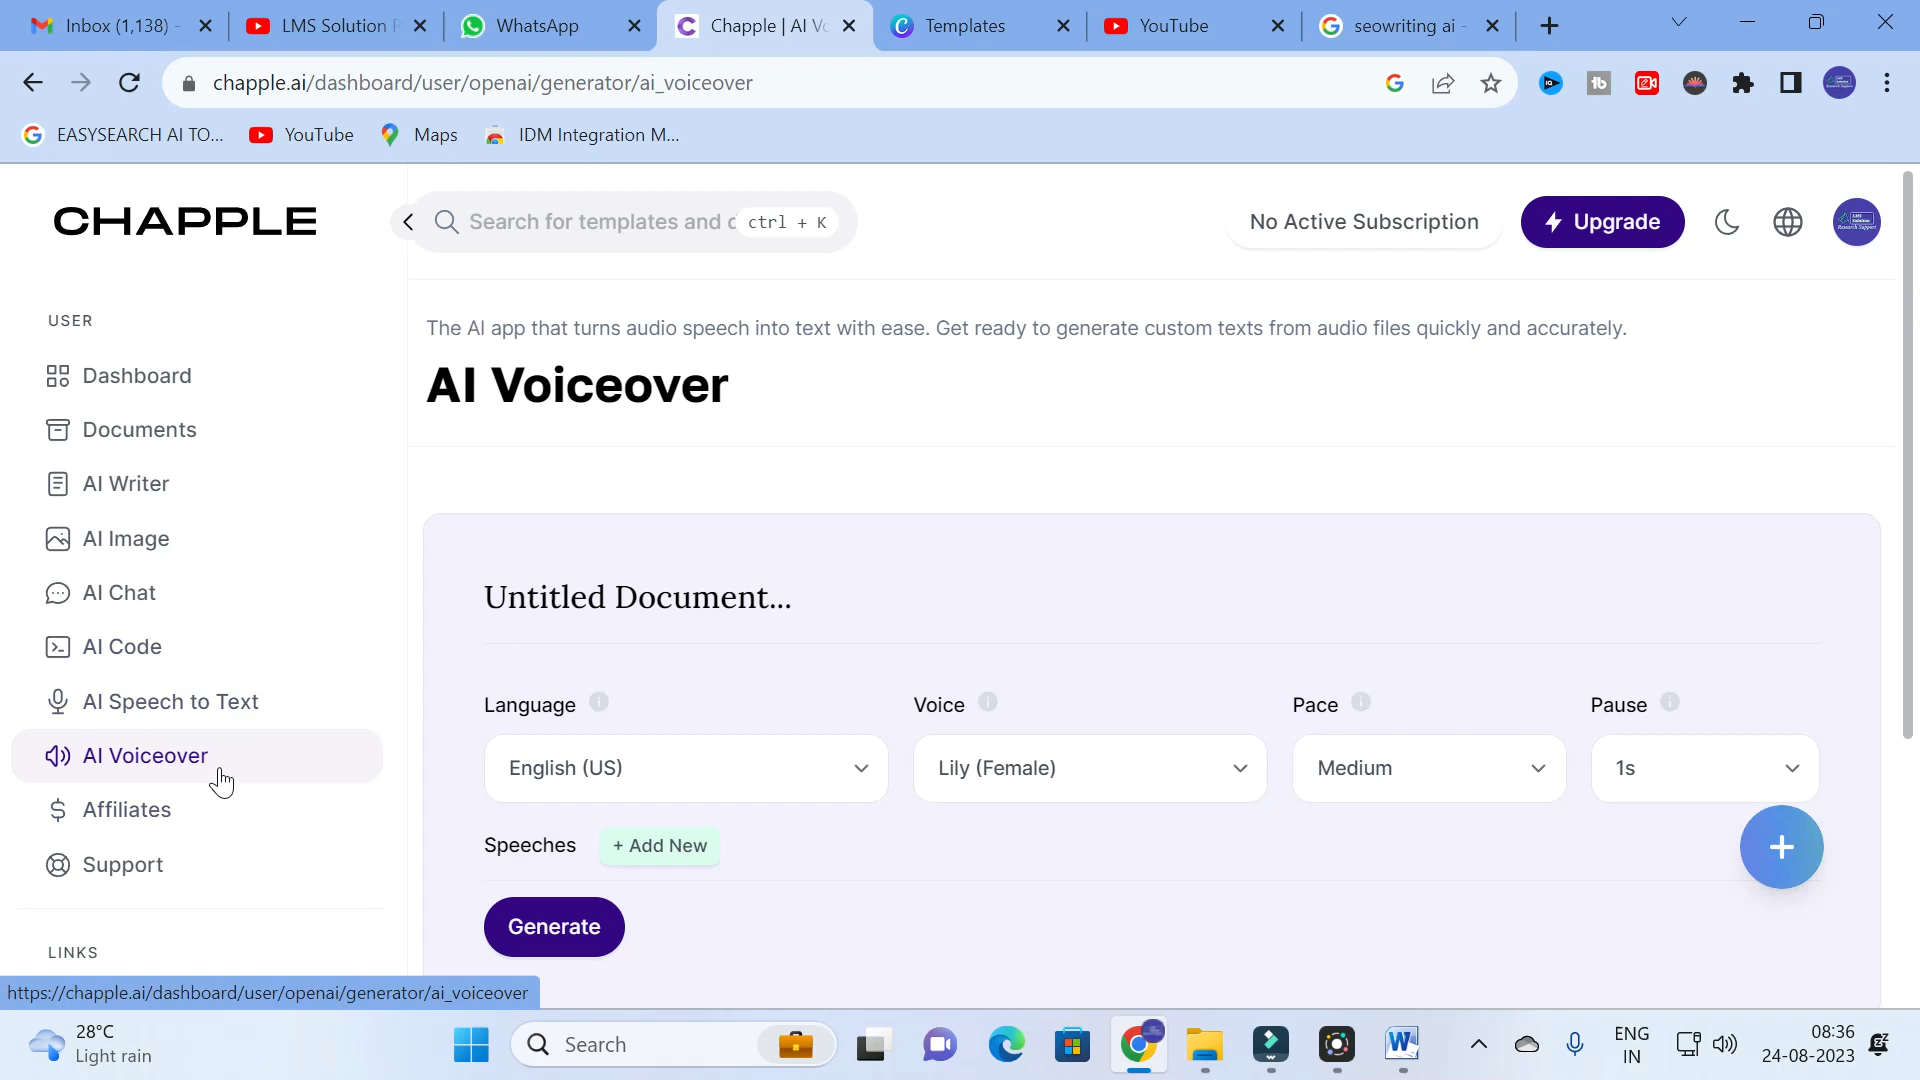 Inbox (1,138) -
LMS Solution R
WhatsApp
Chapple | AI Vo
Templates
YouTube
seowriting ai -
chapple.ai/dashboard/user/openai/generator/ai_voiceover
EASYSEARCH AI TO...
YouTube
Maps
IDM Integration M...
CHAPPLE
Search for templates and d
ctrl + K
No Active Subscription
Upgrade
USER
The AI app that turns audio speech into text with ease. Get ready to generate custom texts from audio files quickly and accurately.
AI Voiceover
Dashboard
Documents
AI Writer
AI Image
AI Chat
AI Code
AI Speech to Text
AI Voiceover
Affiliates
Support
LINKS
Untitled Document...
Language
Voice
Pace
Pause
English (US)
Lily (Female)
Medium
1s
Speeches
+ Add New
Generate
https://chapple.ai/dashboard/user/openai/generator/ai_voiceover
28°C
Light rain
Search
ENG
IN
08:36
24-08-2023